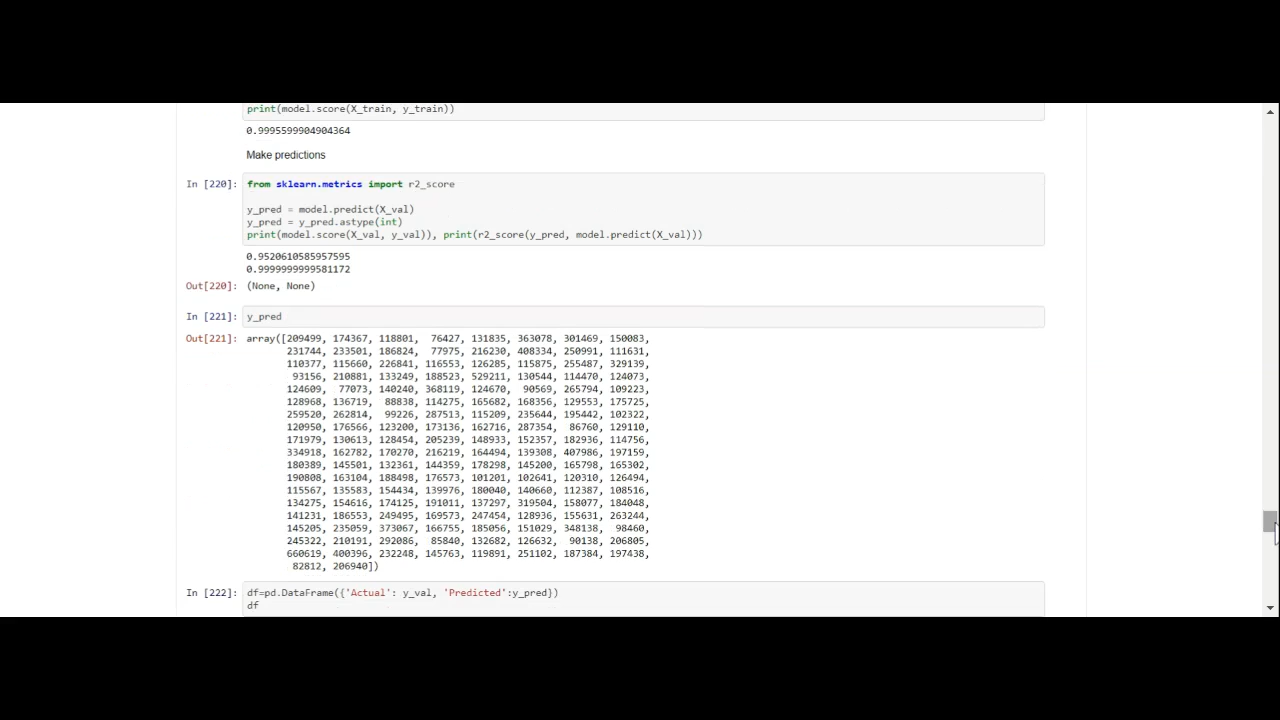 print(model.score(X_train, y_train))
0.9995599904904364
Make predictions
In [220]: from sklearn.metrics import r2_score
y_pred = model.predict(X_val)
y_pred = y_pred.astype(int)
print(model.score(X_val, y_val)), print(r2_score(y_pred, model.predict(X_val)))
0.9520610585957595
0.9999999999581172
Out[220]: (None, None)
In [221]: y_pred
Out[221]: array([209499, 174367, 118801, 76427, 131835, 363078, 301469, 150083,
231744, 233501, 186824, 77975, 216230, 408334, 250991, 111631,
110377, 115660, 226841, 116553, 126285, 115875, 255487, 329139,
93156, 210881, 133249, 188523, 529211, 130544, 114470, 124073,
124609, 77073, 140240, 368119, 124670, 90569, 265794, 109223,
128968, 136719, 88838, 114275, 165682, 168356, 129553, 175725,
259520, 262814, 99226, 287513, 115209, 235644, 195442, 102322,
120950, 176566, 123200, 173136, 162716, 287354, 86760, 129110,
171979, 130613, 128454, 205239, 148933, 152357, 182936, 114756,
334918, 162782, 170270, 216219, 164494, 139308, 407986, 197159,
180389, 145501, 132361, 144359, 178298, 145200, 165798, 165302,
190808, 163104, 188498, 176573, 101201, 102641, 120310, 126494,
115567, 135583, 154434, 139976, 180040, 140660, 112387, 108516,
134275, 154616, 174125, 191011, 137297, 319504, 158077, 184048,
141231, 186553, 249495, 169573, 247454, 128936, 155631, 263244,
145205, 235059, 373067, 166755, 185056, 151029, 348138, 98460,
245322, 210191, 292086, 85840, 132682, 126632, 90138, 206805,
660619, 400396, 232248, 145763, 119891, 251102, 187384, 197438,
82812, 206940])
In [222]: df=pd.DataFrame({'Actual': y_val, 'Predicted':y_pred})
df